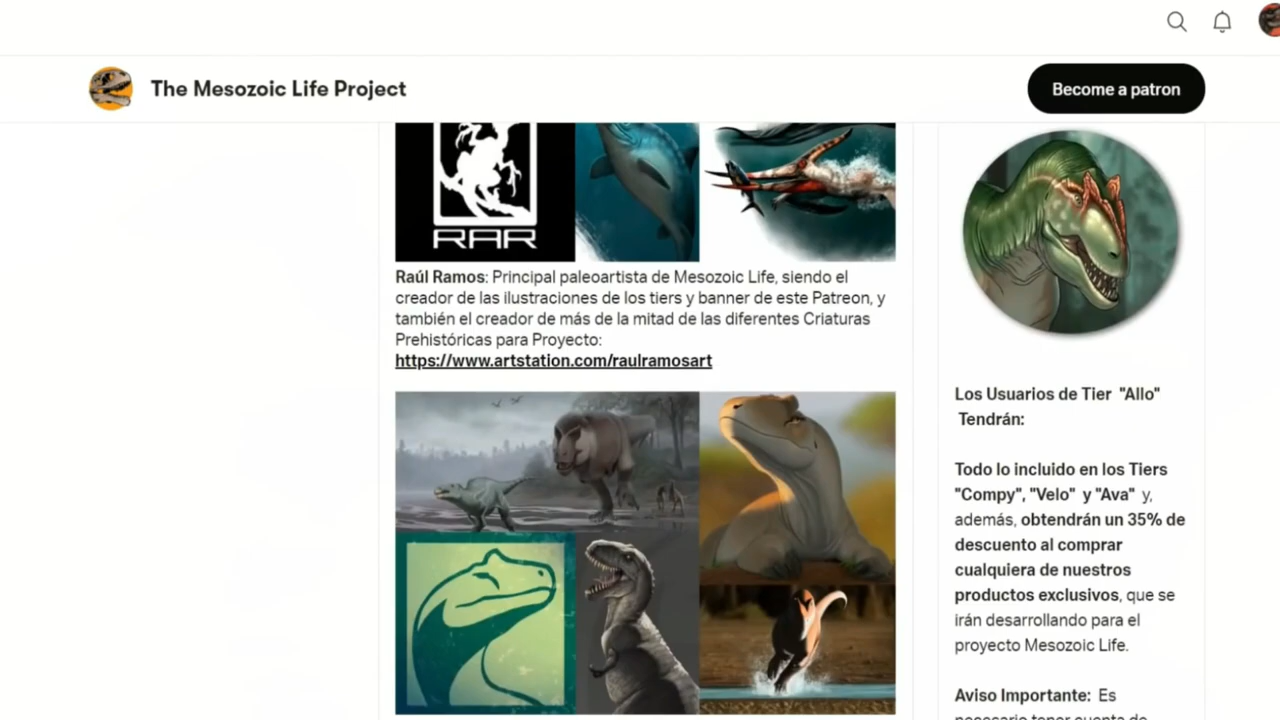 The Mesozoic Life Project
Become a patron
RAR
Raúl Ramos: Principal paleoartista de Mesozoic Life, siendo el
creador de las ilustraciones de los tiers y banner de este Patreon, y
también el creador de más de la mitad de las diferentes Criaturas
Prehistóricas para Proyecto:
https://www.artstation.com/raulramosart
Los Usuarios de Tier "Allo"
Tendrán:
Todo lo incluido en los Tiers
"Compy", "Velo" y "Ava" y,
además, obtendrán un 35% de
descuento al comprar
cualquiera de nuestros
productos exclusivos, que se
irán desarrollando para el
proyecto Mesozoic Life.
Aviso Importante: Es
necesario tener cuenta de